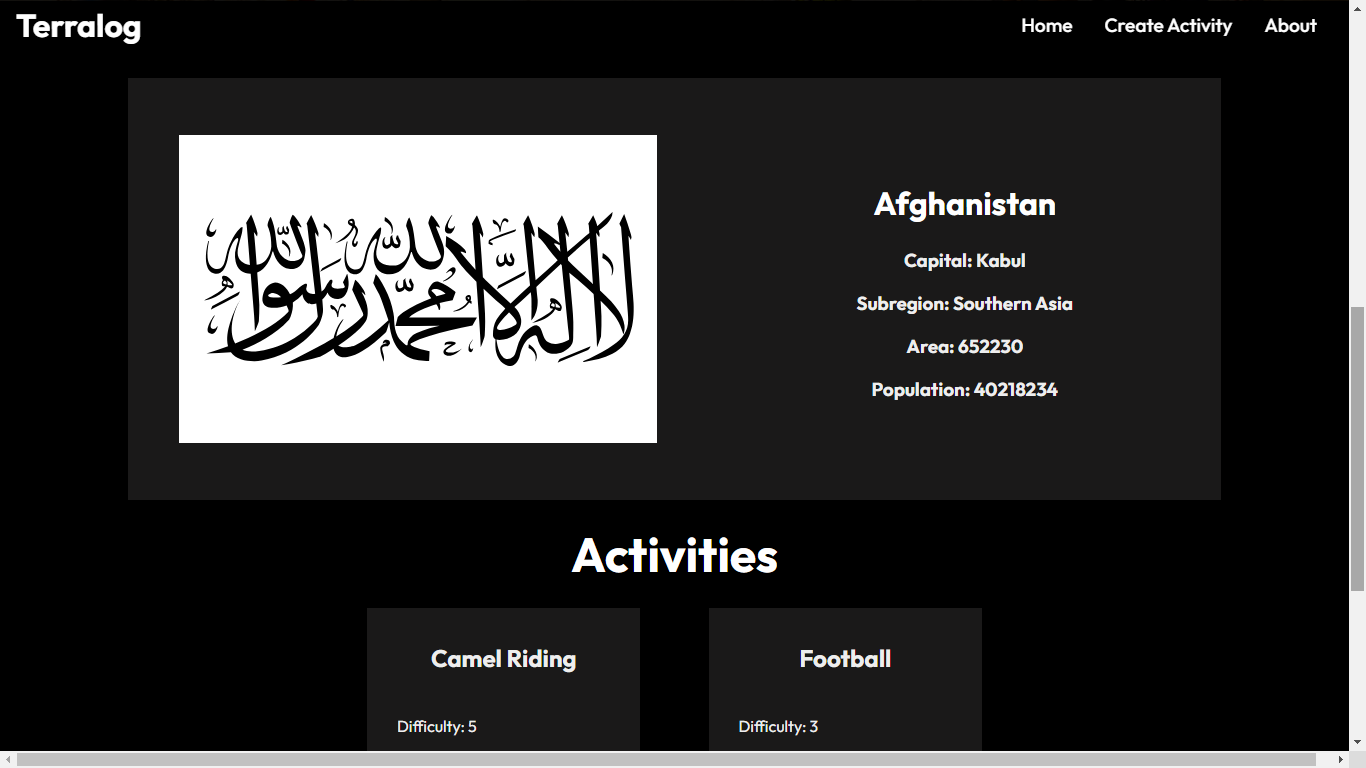 Terralog
Home Create Activity About
لا إله إلا الله محمد رسول الله
Afghanistan
Capital: Kabul
Subregion: Southern Asia
Area: 652230
Population: 40218234
Activities
Camel Riding
Difficulty: 5
Football
Difficulty: 3